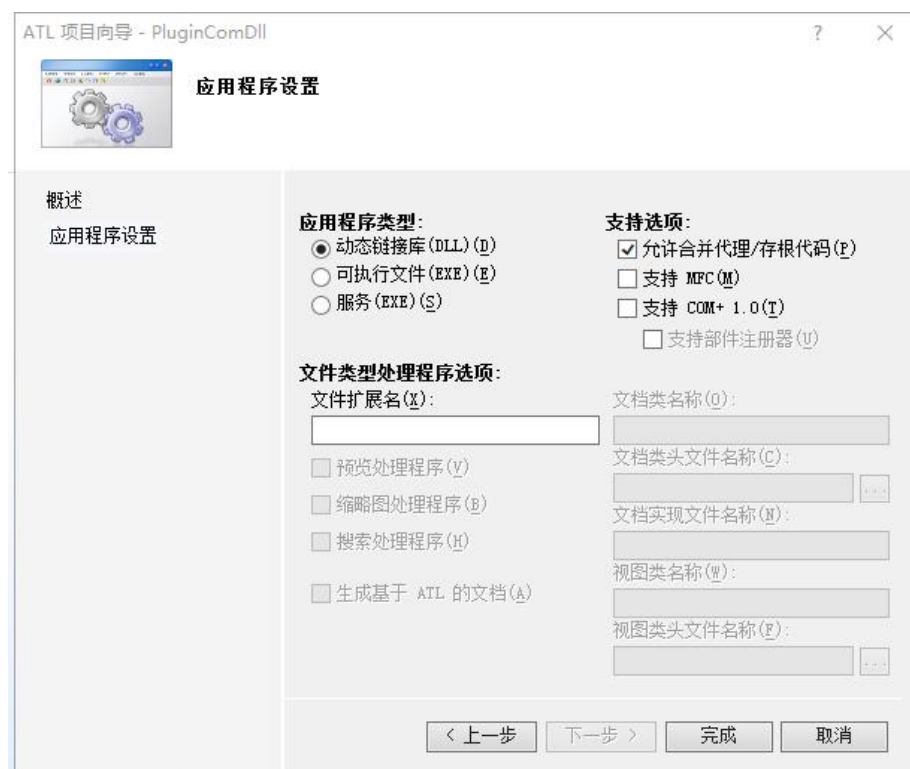 ATL 项目向导 - PluginComDll
应用程序设置
概述
应用程序设置
应用程序类型:
动态链接库(DLL)(D)
可执行文件(EXE)(E)
服务(EXE)(S)
支持选项:
允许合并代理/存根代码(P)
支持 MFC(M)
支持 COM+ 1.0(T)
支持部件注册器(U)
文件类型处理程序选项:
文件扩展名(X):
预览处理程序(V)
缩略图处理程序(B)
搜索处理程序(H)
生成基于 ATL 的文档(A)
文档类名称(O):
文档类头文件名称(C):
...
文档实现文件名称(N):
视图类名称(W):
视图类头文件名称(F):
...
< 上一步
下一步 >
完成
取消